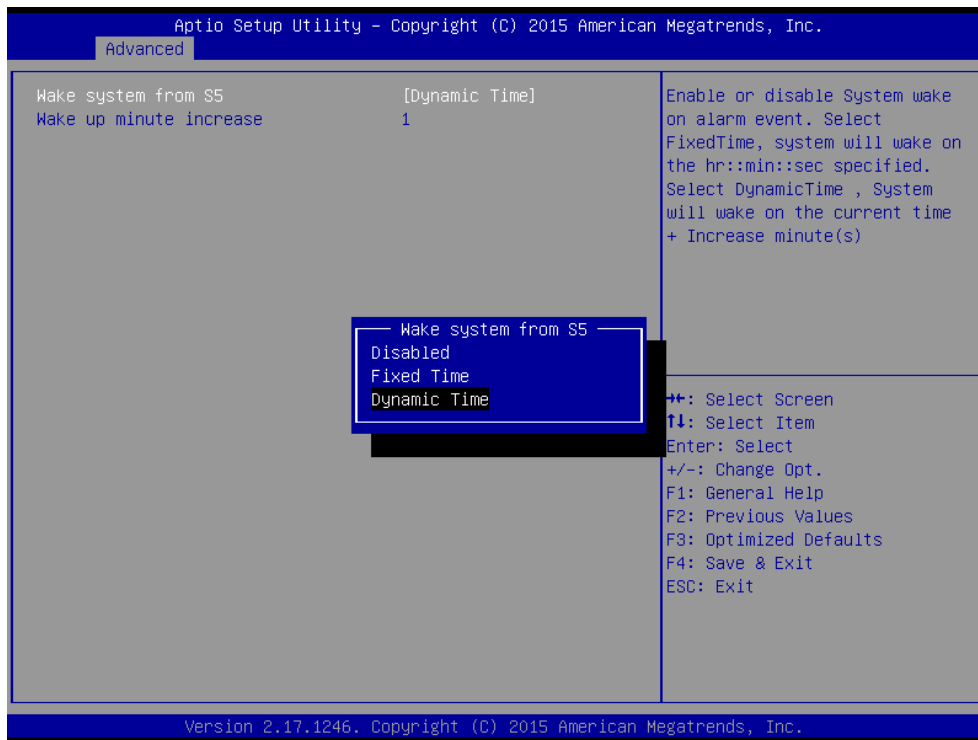 Aptio Setup Utility – Copyright (C) 2015 American Megatrends, Inc.
Advanced
Wake system from S5 [Dynamic Time]
Wake up minute increase 1
Enable or disable System wake
on alarm event. Select
FixedTime, system will wake on
the hr::min::sec specified.
Select DynamicTime , System
will wake on the current time
+ Increase minute(s)
Wake system from S5
Disabled
Fixed Time
Dynamic Time
→←: Select Screen
↑↓: Select Item
Enter: Select
+/-: Change Opt.
F1: General Help
F2: Previous Values
F3: Optimized Defaults
F4: Save & Exit
ESC: Exit
Version 2.17.1246. Copyright (C) 2015 American Megatrends, Inc.